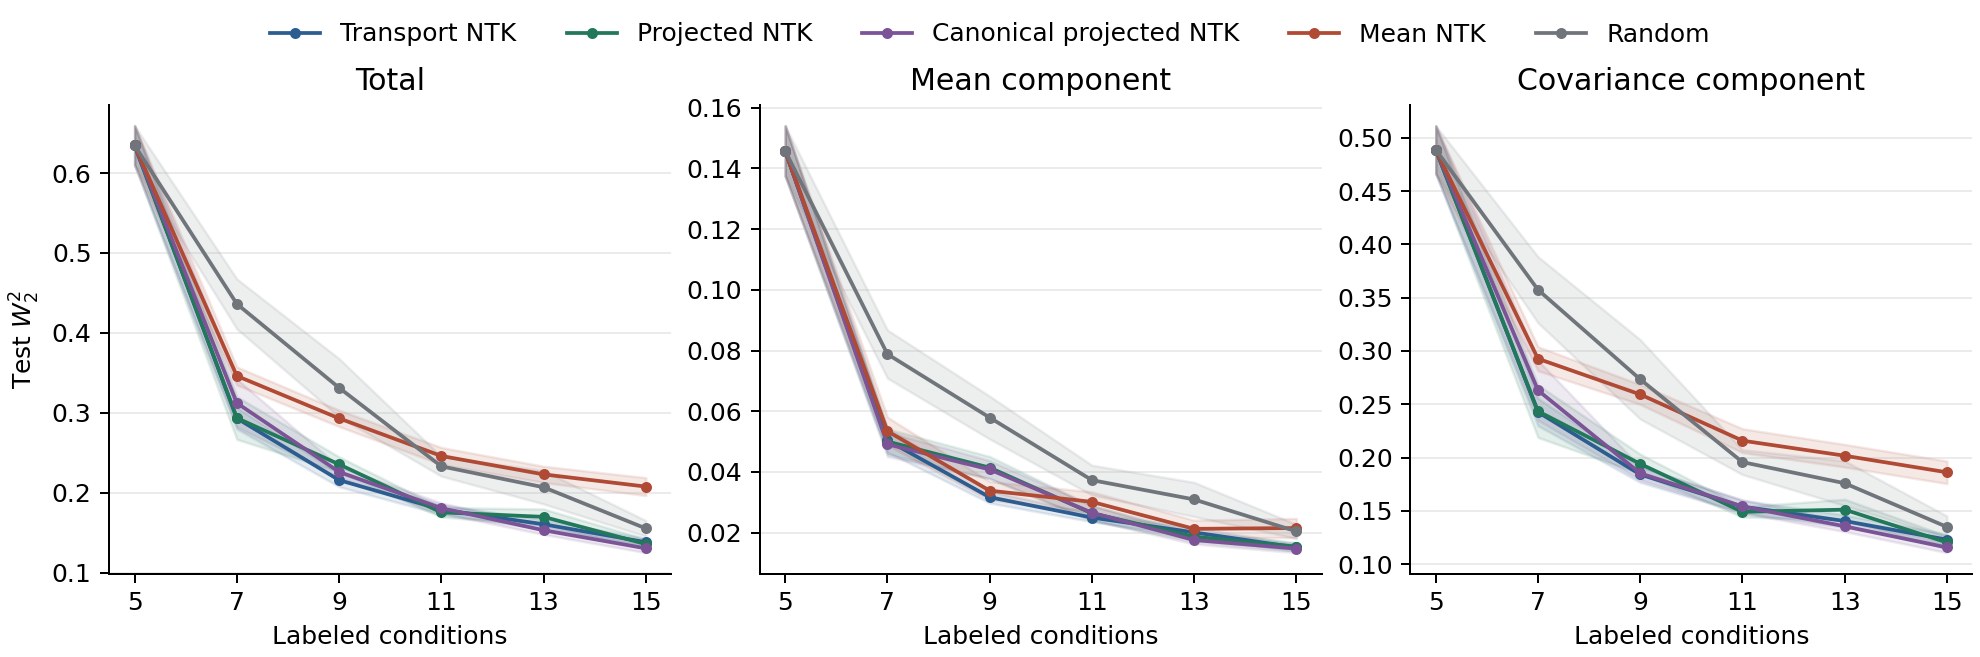 Transport NTK Projected NTK Canonical projected NTK Mean NTK Random
Total Mean component Covariance component
Test W₂²
0.6
0.5
0.4
0.3
0.2
0.1
5 7 9 11 13 15
Labeled conditions
0.16
0.14
0.12
0.10
0.08
0.06
0.04
0.02
5 7 9 11 13 15
Labeled conditions
0.50
0.45
0.40
0.35
0.30
0.25
0.20
0.15
0.10
5 7 9 11 13 15
Labeled conditions